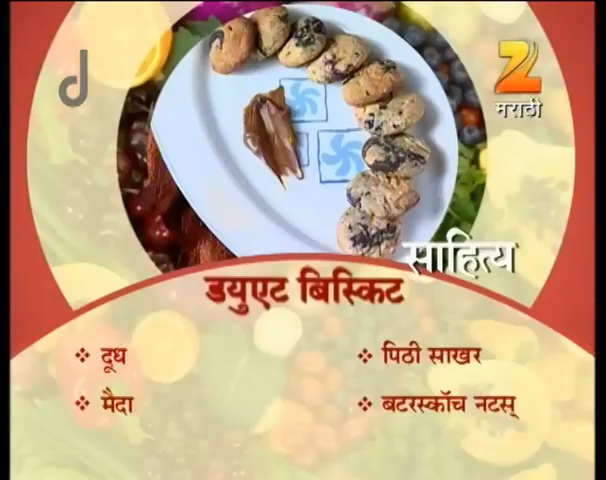 मराठी
साहित्य
डयुएट बिस्किट
❖ दूध
❖ पिठी साखर
❖ मैदा
❖ बटरस्कॉच नटस्